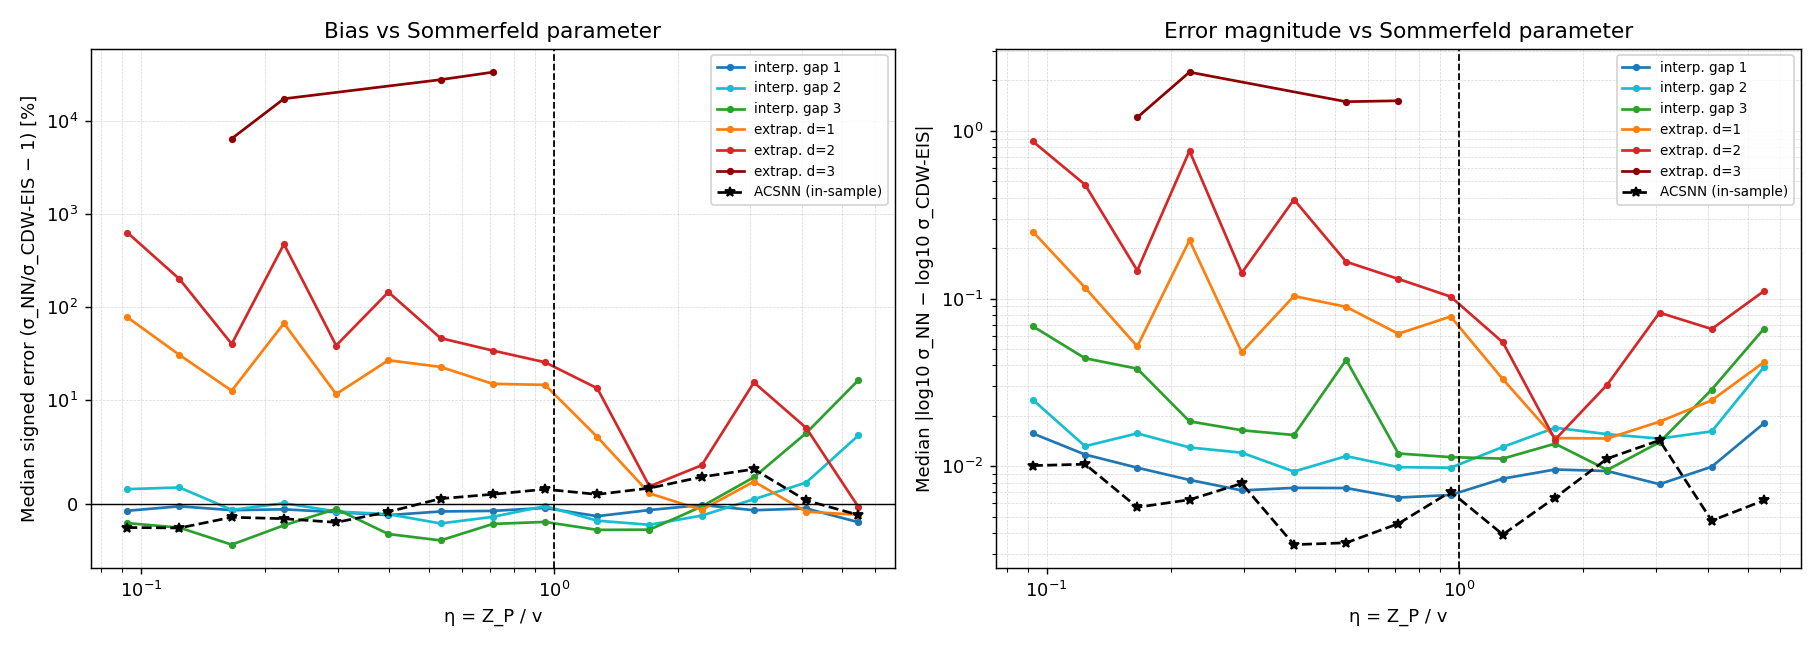 Bias vs Sommerfeld parameter
Median signed error (σ_NN/σ_CDW-EIS − 1) [%]
10⁴
10³
10²
10¹
0
10⁻¹
10⁰
η = Z_P / v
interp. gap 1
interp. gap 2
interp. gap 3
extrap. d=1
extrap. d=2
extrap. d=3
ACSNN (in-sample)
Error magnitude vs Sommerfeld parameter
Median |log10 σ_NN − log10 σ_CDW-EIS|
10⁰
10⁻¹
10⁻²
10⁻¹
10⁰
η = Z_P / v
interp. gap 1
interp. gap 2
interp. gap 3
extrap. d=1
extrap. d=2
extrap. d=3
ACSNN (in-sample)